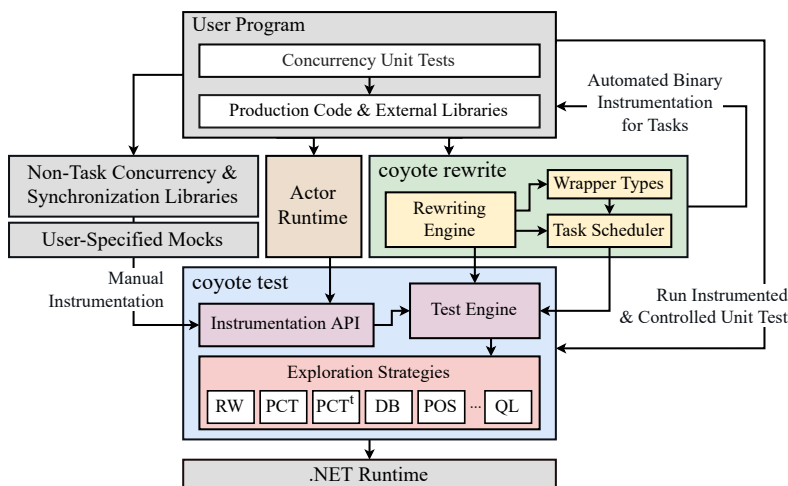 User Program
Concurrency Unit Tests
Production Code & External Libraries
Automated Binary
Instrumentation
for Tasks
Non-Task Concurrency &
Synchronization Libraries
User-Specified Mocks
Actor
Runtime
coyote rewrite
Rewriting
Engine
Wrapper Types
Task Scheduler
Manual
Instrumentation
coyote test
Instrumentation API
Test Engine
Run Instrumented
& Controlled Unit Test
Exploration Strategies
RW PCT PCTᵗ DB POS ... QL
.NET Runtime